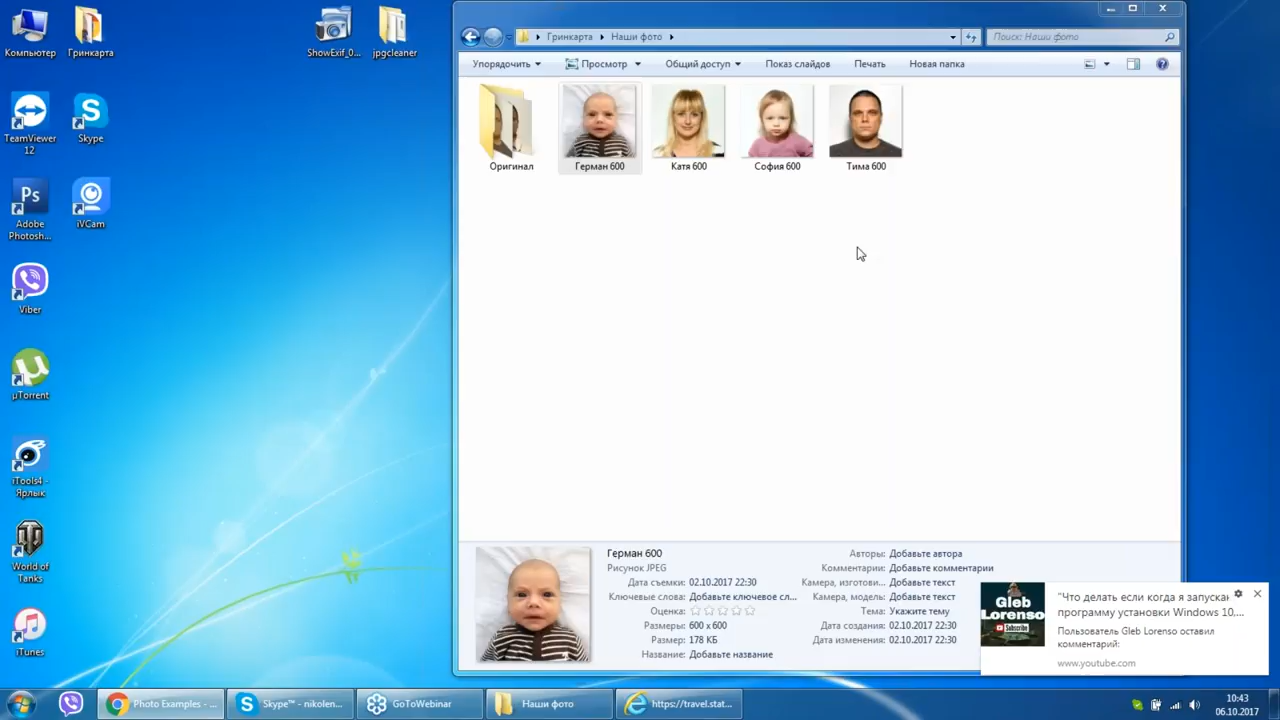 Компьютер
Гринкарта
ShowExif_0...
jpgcleaner
TeamViewer
12
Skype
Adobe
Photosh...
iVCam
Viber
µTorrent
iTools4 -
Ярлык
World of
Tanks
iTunes
Гринкарта
Наши фото
Поиск: Наши фото
Упорядочить
Просмотр
Общий доступ
Показ слайдов
Печать
Новая папка
Оригинал
Герман 600
Катя 600
София 600
Тима 600
Герман 600
Рисунок JPEG
Дата съемки: 02.10.2017 22:30
Ключевые слова: Добавьте ключевое сл...
Оценка:
Размеры: 600 x 600
Размер: 178 КБ
Название: Добавьте название
Авторы: Добавьте автора
Комментарии: Добавьте комментарии
Камера, изготови... Добавьте текст
Камера, модель: Добавьте текст
Тема: Укажите тему
Дата создания: 02.10.2017 22:30
Дата изменения: 02.10.2017 22:30
Gleb
Lorenso
Subscribe
"Что делать если когда я запускаю
программу установки Windows 10,...
Пользователь Gleb Lorenso оставил
комментарий:
www.youtube.com
Photo Examples - ...
Skype™ - nikolen...
GoToWebinar
Наши фото
https://travel.stat...
10:43
06.10.2017